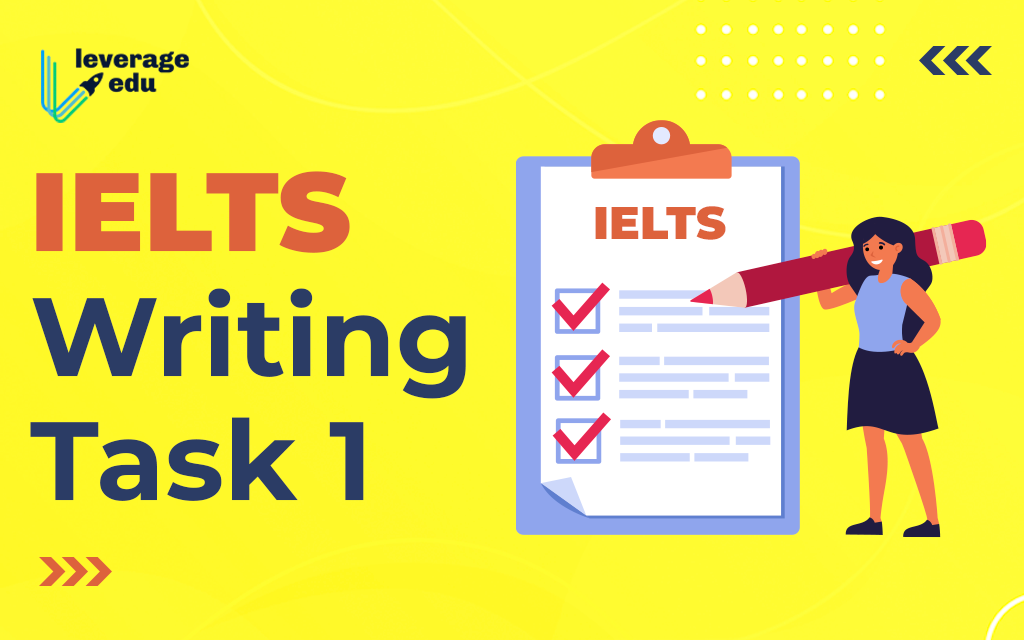 leverage
edu
IELTS
Writing
Task 1
IELTS